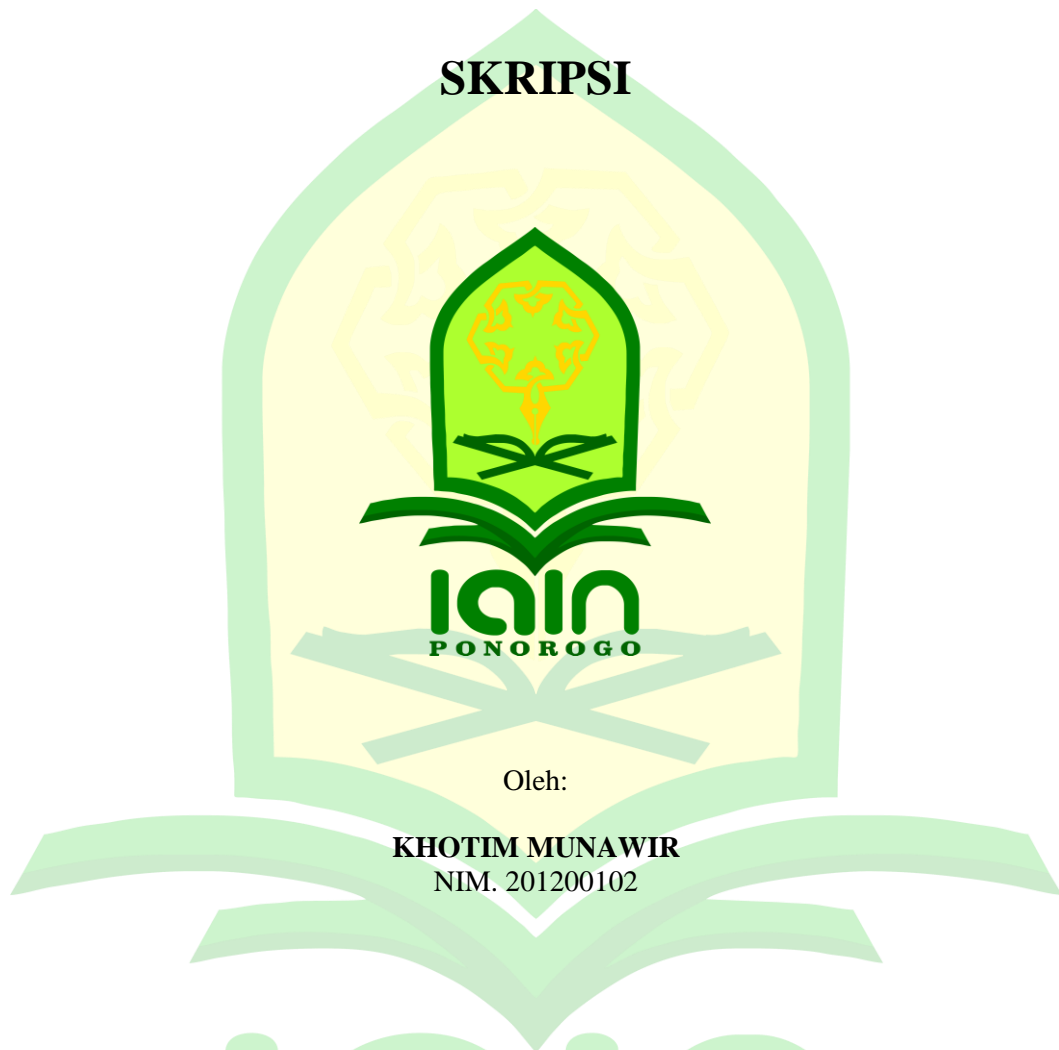 SKRIPSI
iain
PONOROGO
Oleh:
KHOTIM MUNAWIR
NIM. 201200102